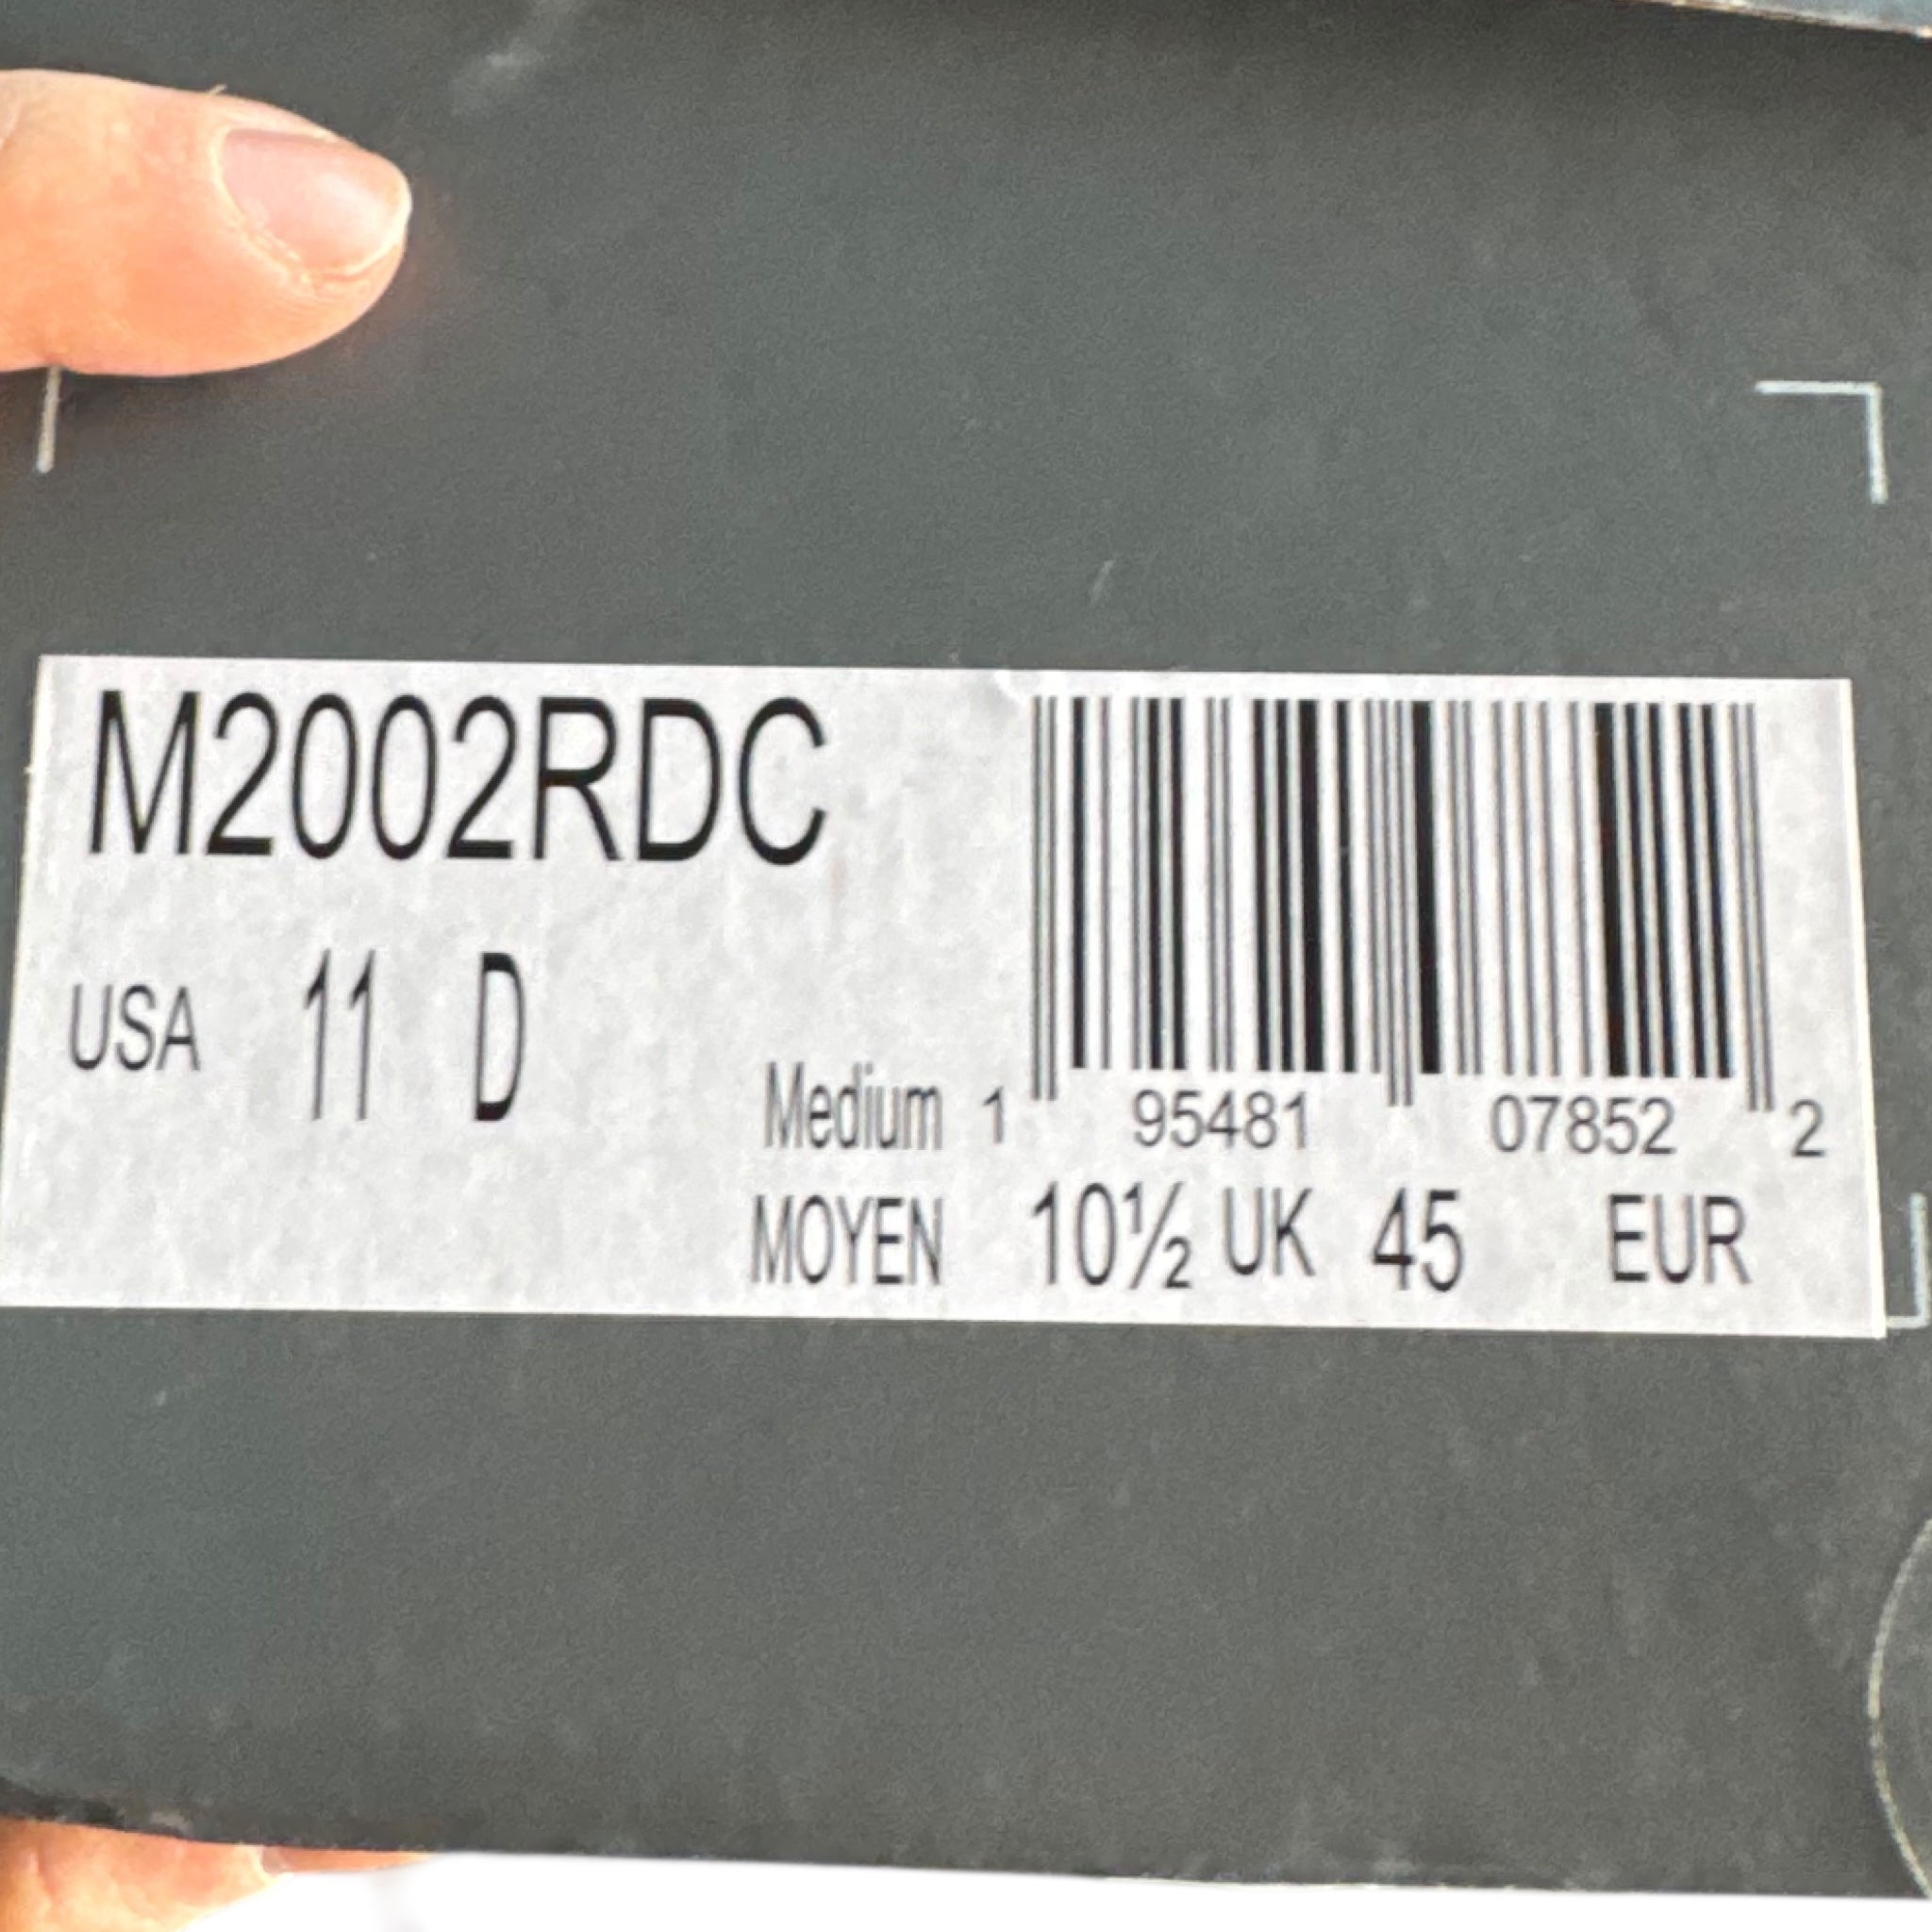 M2002RDC
USA 11 D
Medium 1 95481 07852 2
MOYEN 10½ UK 45 EUR